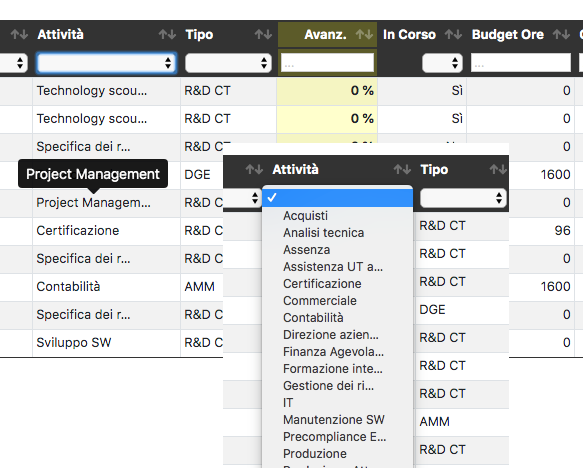 Attività Tipo Avanz. In Corso Budget Ore
... ...
Technology scou... R&D CT 0 % Sì 0
Technology scou... R&D CT 0 % Sì 0
Specifica dei r... R&D CT 0
Project Management
DGE 1600
Project Managem... R&D C 0
Certificazione R&D C 96
Specifica dei r... R&D C 0
Contabilità AMM 1600
Specifica dei r... R&D C 0
Sviluppo SW R&D C 0
Attività Tipo
✓
Acquisti
Analisi tecnica
Assenza
Assistenza UT a...
Certificazione
Commerciale
Contabilità
Direzione azien...
Finanza Agevola...
Formazione inte...
Gestione dei ri...
IT
Manutenzione SW
Precompliance E...
Produzione
R&D CT
R&D CT
R&D CT
DGE
R&D CT
R&D CT
R&D CT
AMM
R&D CT